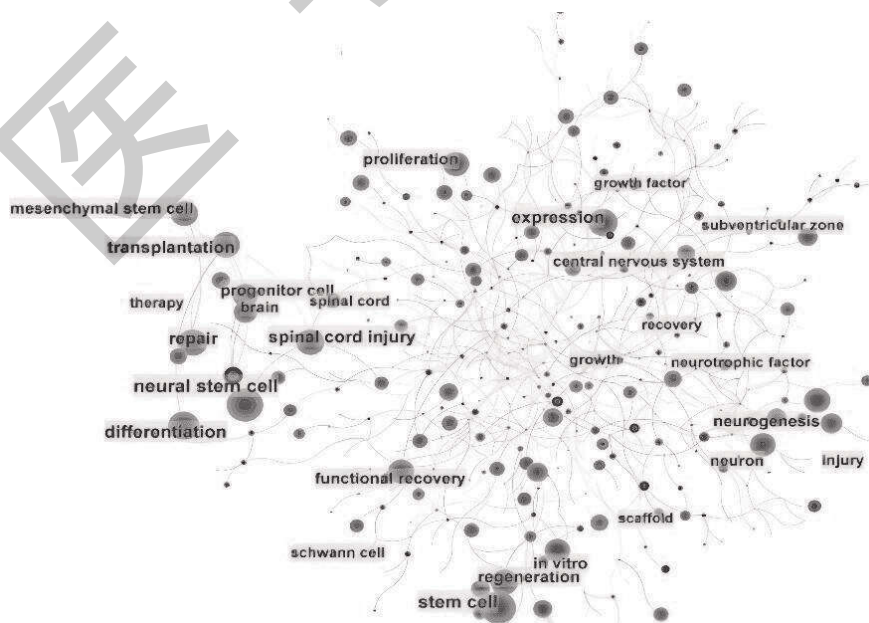 医
proliferation
growth factor
mesenchymal stem cell
expression
subventricular zone
transplantation
central nervous system
progenitor cell
therapy
spinal cord
brain
recovery
repair
spinal cord injury
growth
neurotrophic factor
neural stem cell
neurogenesis
differentiation
neuron
injury
functional recovery
scaffold
schwann cell
in vitro
regeneration
stem cell